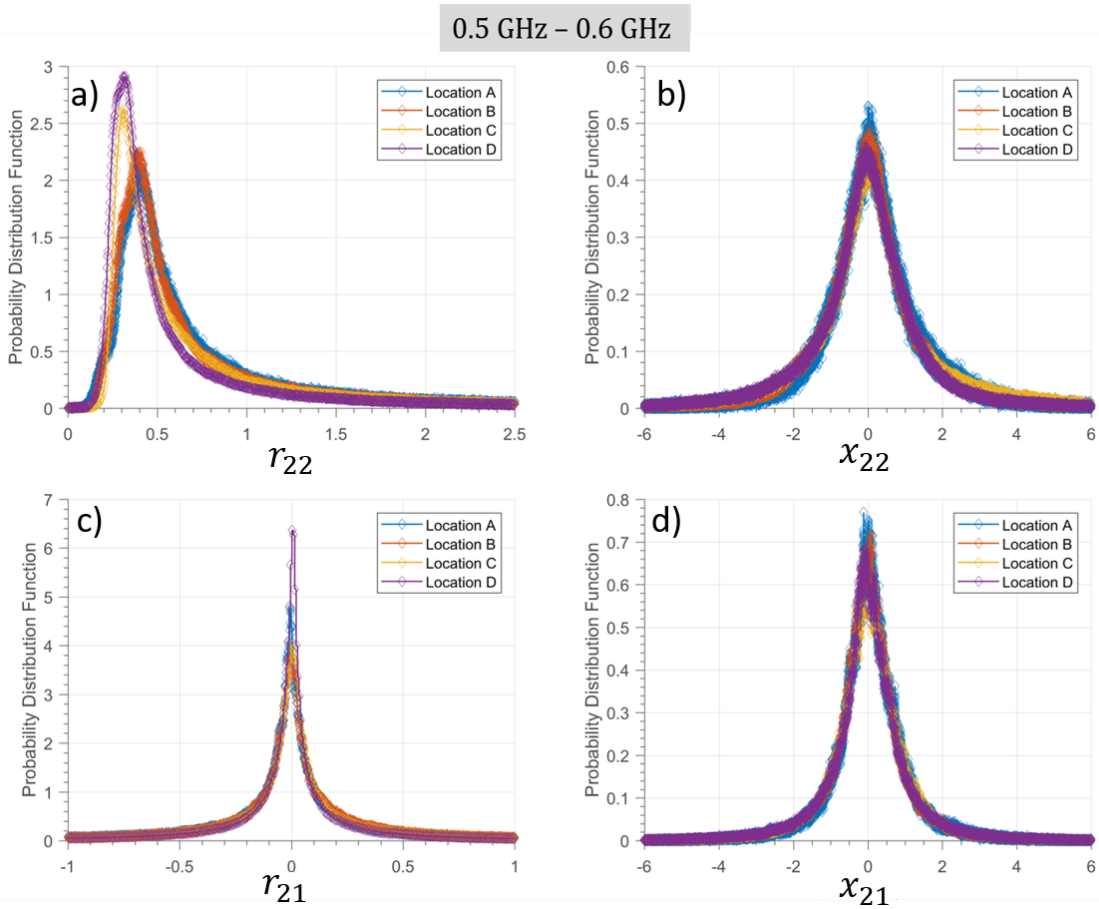 0.5 GHz – 0.6 GHz
a)
Probability Distribution Function
3
2.5
2
1.5
1
0.5
0
0
0.5
1
1.5
2
2.5
r22
Location A
Location B
Location C
Location D
b)
Probability Distribution Function
0.6
0.5
0.4
0.3
0.2
0.1
0
-6
-4
-2
0
2
4
6
x22
Location A
Location B
Location C
Location D
c)
Probability Distribution Function
7
6
5
4
3
2
1
0
-1
-0.5
0
0.5
1
r21
Location A
Location B
Location C
Location D
d)
Probability Distribution Function
0.8
0.7
0.6
0.5
0.4
0.3
0.2
0.1
0
-6
-4
-2
0
2
4
6
x21
Location A
Location B
Location C
Location D